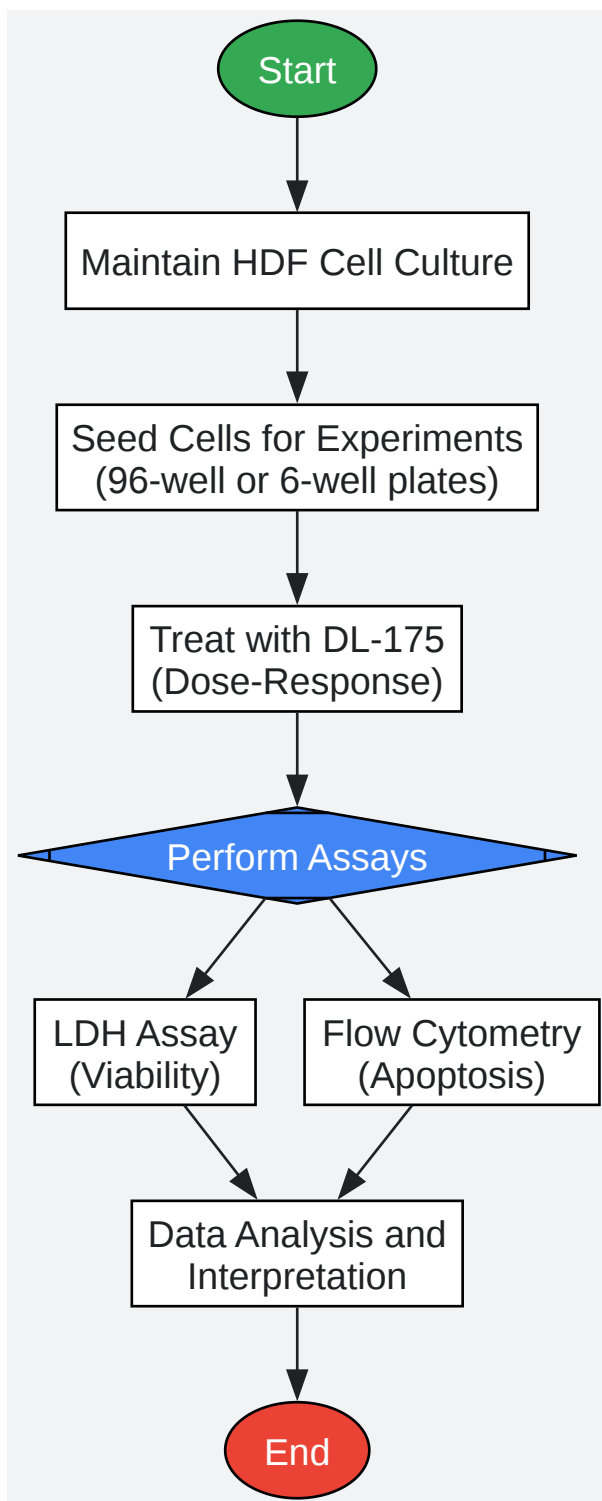 Start
Maintain HDF Cell Culture
Seed Cells for Experiments
(96-well or 6-well plates)
Treat with DL-175
(Dose-Response)
Perform Assays
LDH Assay
(Viability)
Flow Cytometry
(Apoptosis)
Data Analysis and
Interpretation
End